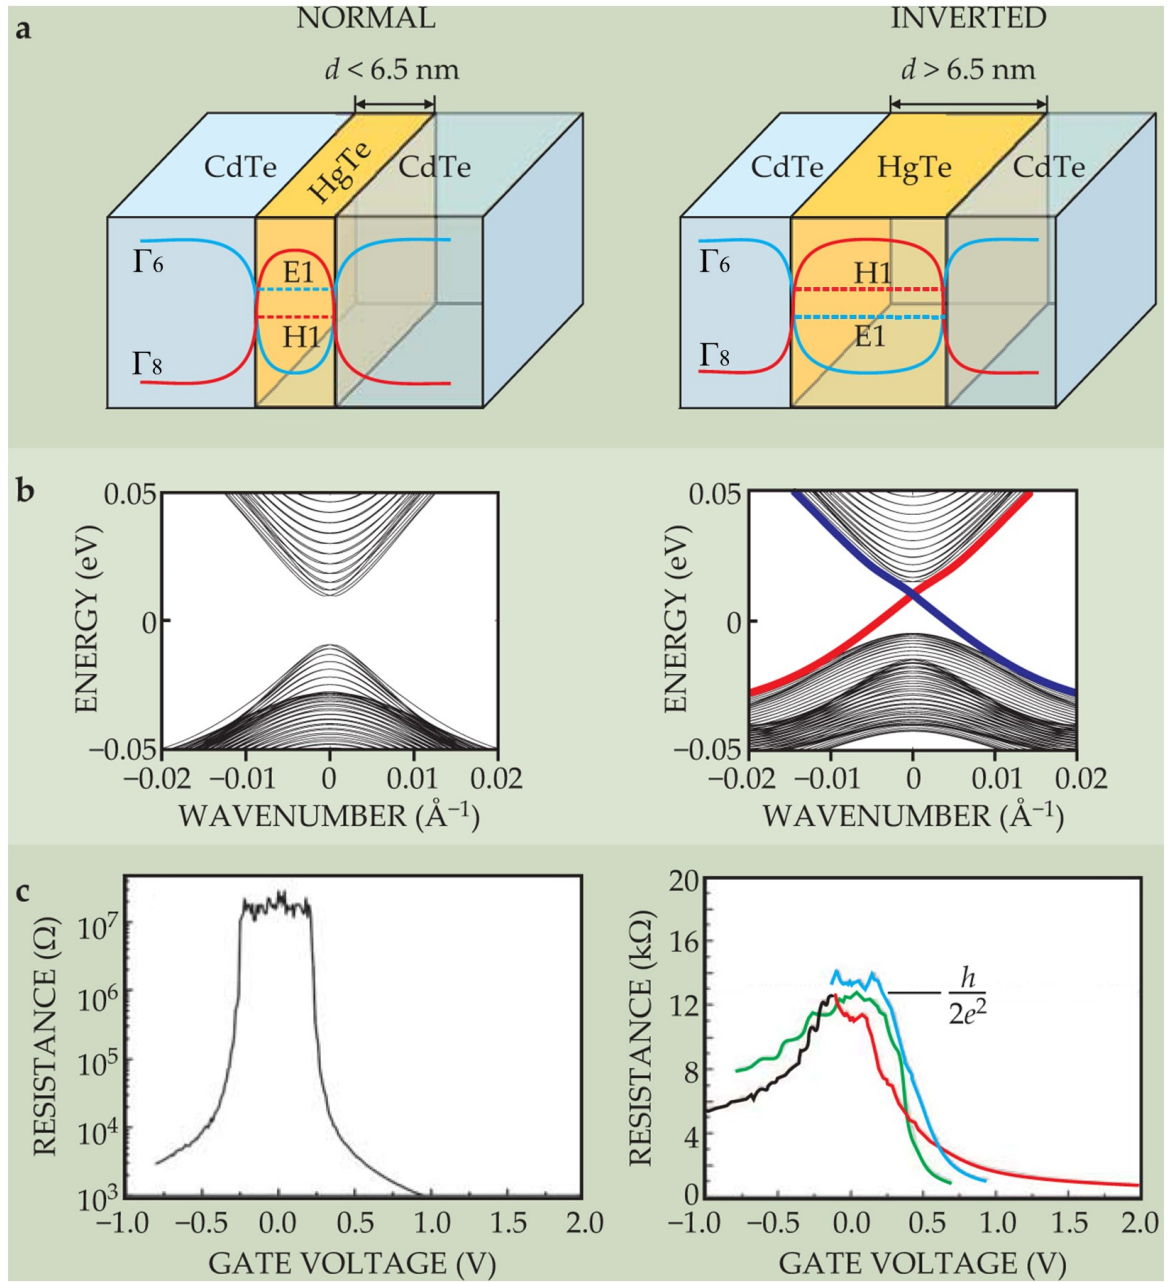 a
NORMAL
INVERTED
d < 6.5 nm
d > 6.5 nm
CdTe
HgTe
CdTe
CdTe
HgTe
CdTe
Γ6
E1
H1
Γ8
Γ6
H1
E1
Γ8
b
ENERGY (eV)
0.05
0
−0.05
−0.02 −0.01 0 0.01 0.02
WAVENUMBER (Å⁻¹)
ENERGY (eV)
0.05
0
−0.05
−0.02 −0.01 0 0.01 0.02
WAVENUMBER (Å⁻¹)
c
RESISTANCE (Ω)
10⁷
10⁶
10⁵
10⁴
10³
−1.0 −0.5 0.0 0.5 1.0 1.5 2.0
GATE VOLTAGE (V)
RESISTANCE (kΩ)
20
16
12
8
4
0
h
2e²
−1.0 −0.5 0.0 0.5 1.0 1.5 2.0
GATE VOLTAGE (V)